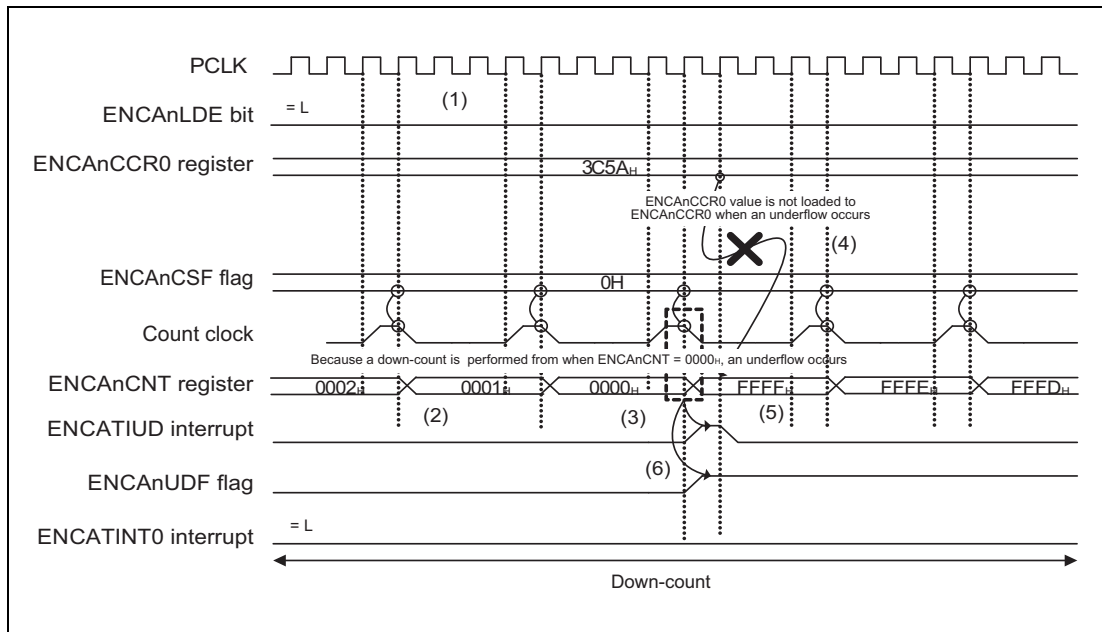 PCLK
(1)
ENCAnLDE bit
= L
ENCAnCCR0 register
3C5AH
ENCAnCCR0 value is not loaded to
ENCAnCCR0 when an underflow occurs
(4)
ENCAnCSF flag
0H
Count clock
Because a down-count is performed from when ENCAnCNT = 0000H, an underflow occurs
ENCAnCNT register
0002H 0001H 0000H FFFFH FFFEH FFFDH
(2) (3) (5)
ENCATIUD interrupt
(6)
ENCAnUDF flag
ENCATINT0 interrupt
= L
Down-count